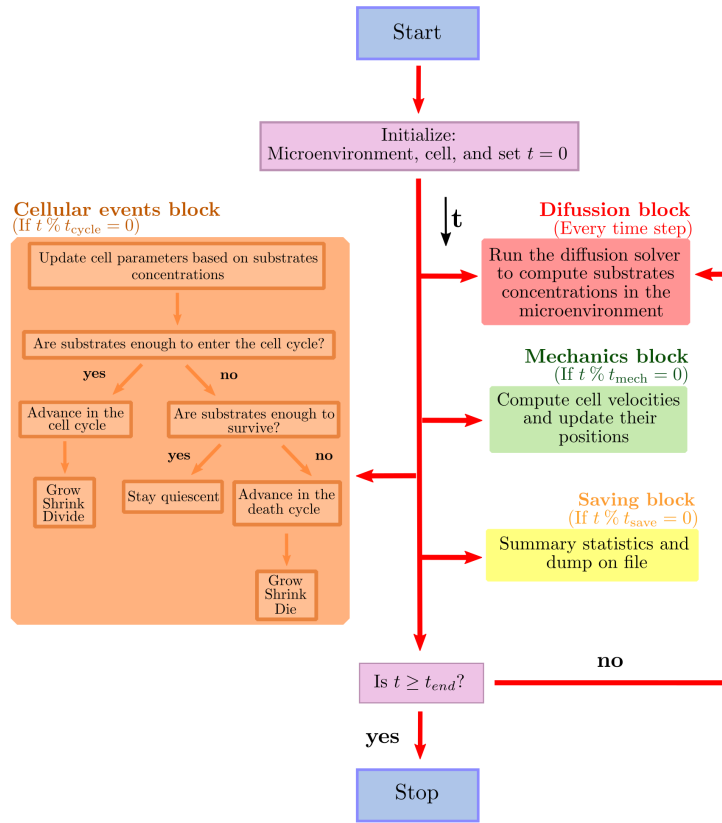 Start
Initialize:
Microenvironment, cell, and set t = 0
t
Cellular events block
(If t % t_cycle = 0)
Update cell parameters based on substrates
concentrations
Are substrates enough to enter the cell cycle?
yes
no
Advance in the
cell cycle
Are substrates enough to
survive?
Grow
Shrink
Divide
yes
no
Stay quiescent
Advance in the
death cycle
Grow
Shrink
Die
Difussion block
(Every time step)
Run the diffusion solver
to compute substrates
concentrations in the
microenvironment
Mechanics block
(If t % t_mech = 0)
Compute cell velocities
and update their
positions
Saving block
(If t % t_save = 0)
Summary statistics and
dump on file
Is t ≥ t_end?
no
yes
Stop